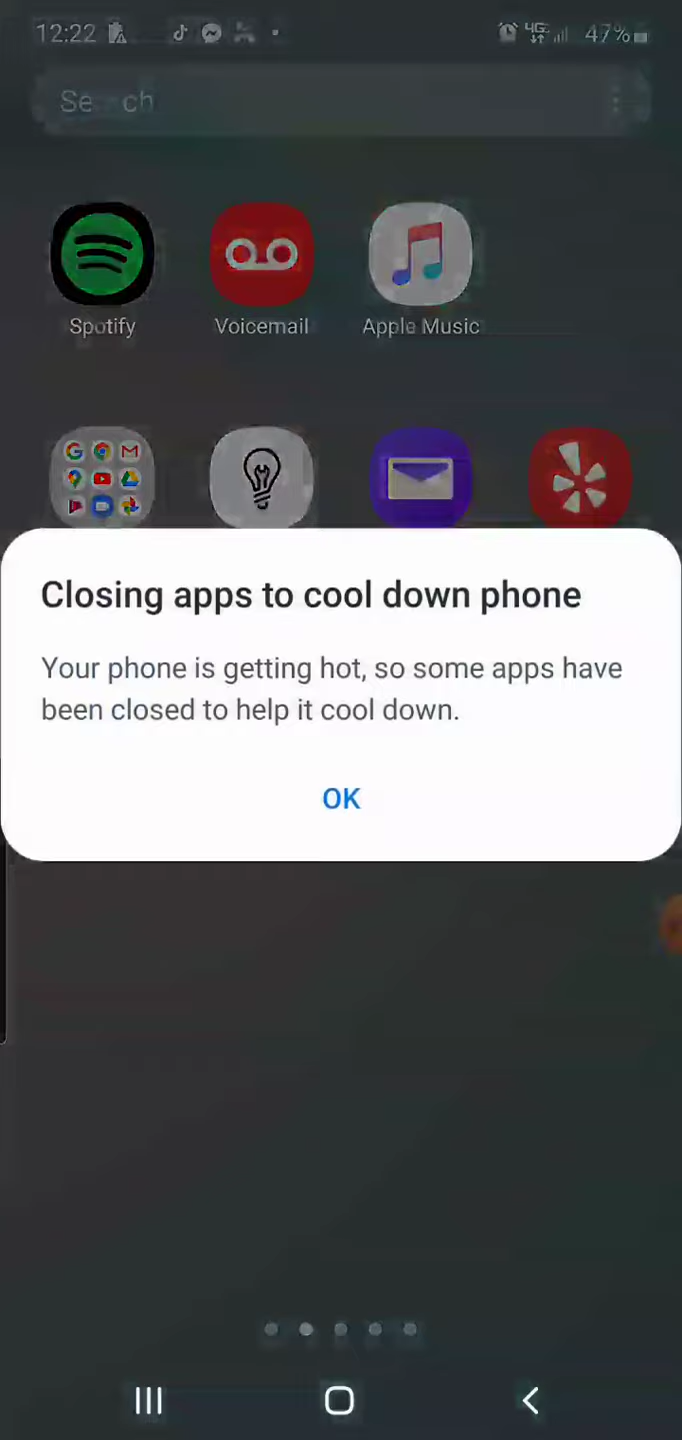 12:22 4G 47%
Search
Spotify Voicemail Apple Music
Closing apps to cool down phone
Your phone is getting hot, so some apps have
been closed to help it cool down.
OK